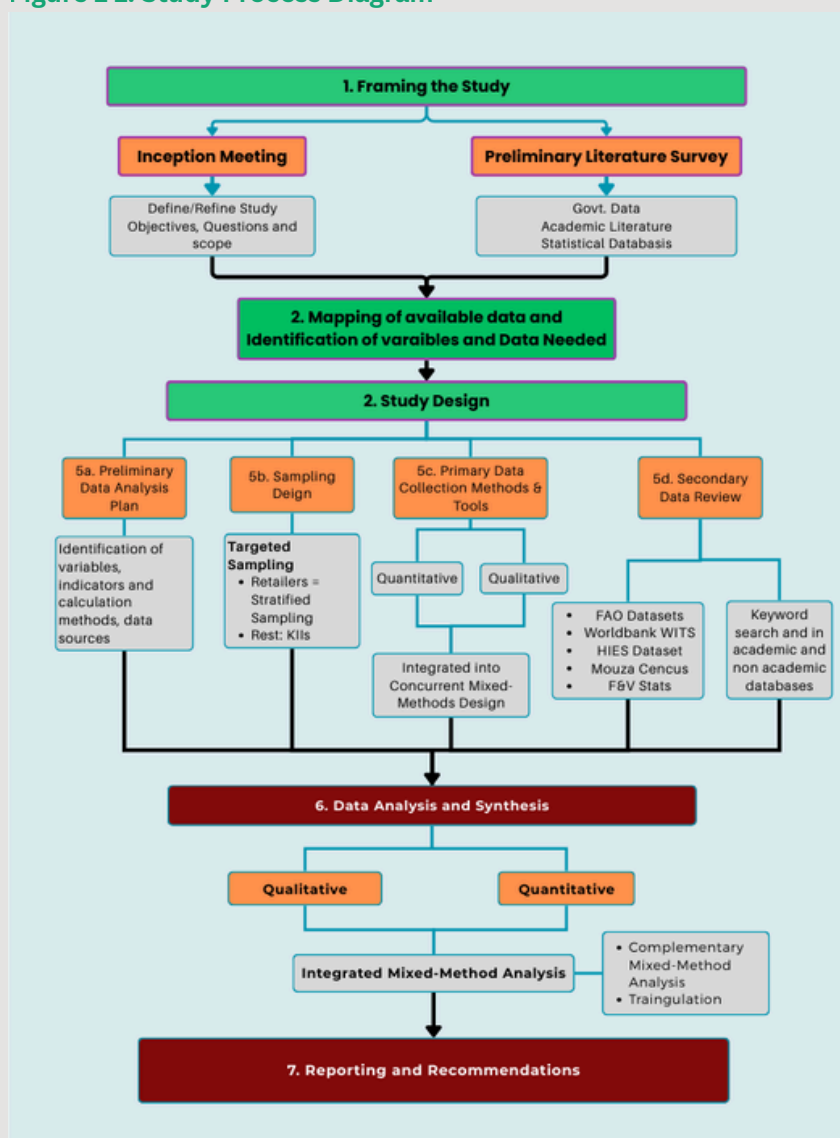 1. Framing the Study
Inception Meeting
Preliminary Literature Survey
Define/Refine Study
Objectives, Questions and
scope
Govt. Data
Academic Literature
Statistical Databasis
2. Mapping of available data and
Identification of varaibles and Data Needed
2. Study Design
5a. Preliminary
Data Analysis
Plan
5b. Sampling
Deign
5c. Primary Data
Collection Methods &
Tools
5d. Secondary
Data Review
Identification of
variables,
indicators and
calculation
methods, data
sources
Targeted
Sampling
• Retailers =
Stratified
Sampling
• Rest: KIIs
Quantitative
Qualitative
Integrated into
Concurrent Mixed-
Methods Design
• FAO Datasets
• Worldbank WITS
• HIES Dataset
• Mouza Cencus
• F&V Stats
Keyword
search and in
academic and
non academic
databases
6. Data Analysis and Synthesis
Qualitative
Quantitative
Integrated Mixed-Method Analysis
• Complementary
Mixed-Method
Analysis
• Traingulation
7. Reporting and Recommendations